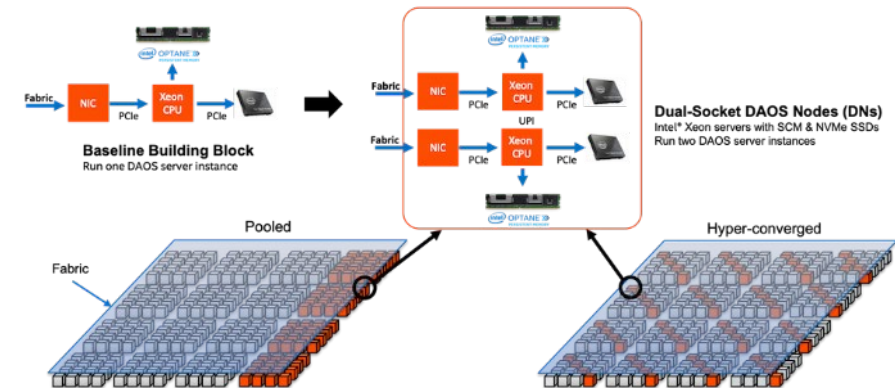 intel OPTANE
Fabric
NIC
PCIe
Xeon
CPU
PCIe
Baseline Building Block
Run one DAOS server instance
intel OPTANE
Fabric
NIC
PCIe
Xeon
CPU
PCIe
UPI
Fabric
NIC
PCIe
Xeon
CPU
PCIe
intel OPTANE
Dual-Socket DAOS Nodes (DNs)
Intel® Xeon servers with SCM & NVMe SSDs
Run two DAOS server instances
Pooled
Fabric
Hyper-converged